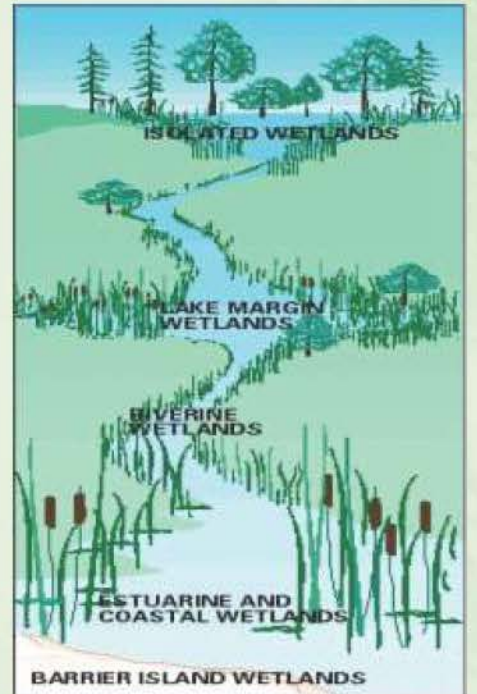 ISOLATED WETLANDS
LAKE MARGIN
WETLANDS
RIVERINE
WETLANDS
ESTUARINE AND
COASTAL WETLANDS
BARRIER ISLAND WETLANDS